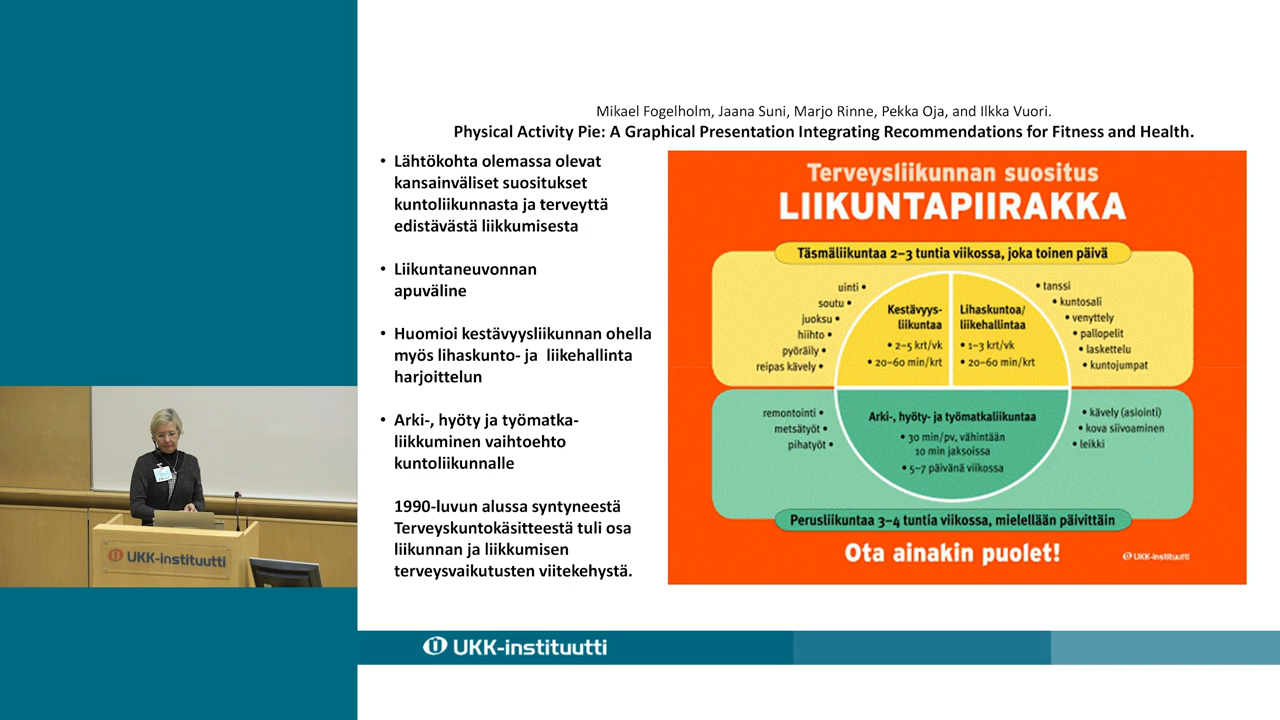 Mikael Fogelholm, Jaana Suni, Marjo Rinne, Pekka Oja, and Ilkka Vuori.
Physical Activity Pie: A Graphical Presentation Integrating Recommendations for Fitness and Health.
• Lähtökohta olemassa olevat
kansainväliset suositukset
kuntoliikunnasta ja terveyttä
edistävästä liikkumisesta
• Liikuntaneuvonnan
apuväline
• Huomioi kestävyysliikunnan ohella
myös lihaskunto- ja liikehallinta
harjoittelun
• Arki-, hyöty ja työmatka-
liikkuminen vaihtoehto
kuntoliikunnalle
1990-luvun alussa syntyneestä
Terveyskuntokäsitteestä tuli osa
liikunnan ja liikkumisen
terveysvaikutusten viitekehystä.
Terveysliikunnan suositus
LIIKUNTAPIIRAKKA
Täsmäliikuntaa 2–3 tuntia viikossa, joka toinen päivä
uinti •
soutu •
juoksu •
hiihto •
pyöräily •
reipas kävely •
Kestävyys-
liikuntaa
• 2–5 krt/vk
• 20–60 min/krt
Lihaskuntoa/
liikehallintaa
• 1–3 krt/vk
• 20–60 min/krt
• tanssi
• kuntosali
• venyttely
• pallopelit
• laskettelu
• kuntojumpat
remontointi •
metsätyöt •
pihatyöt •
Arki-, hyöty- ja työmatkaliikuntaa
• 30 min/pv, vähintään
10 min jaksoissa
• 5–7 päivänä viikossa
• kävely (asiointi)
• kova siivoaminen
• leikki
Perusliikuntaa 3–4 tuntia viikossa, mielellään päivittäin
Ota ainakin puolet!
UKK-instituutti
UKK-instituutti
UKK-instituutti